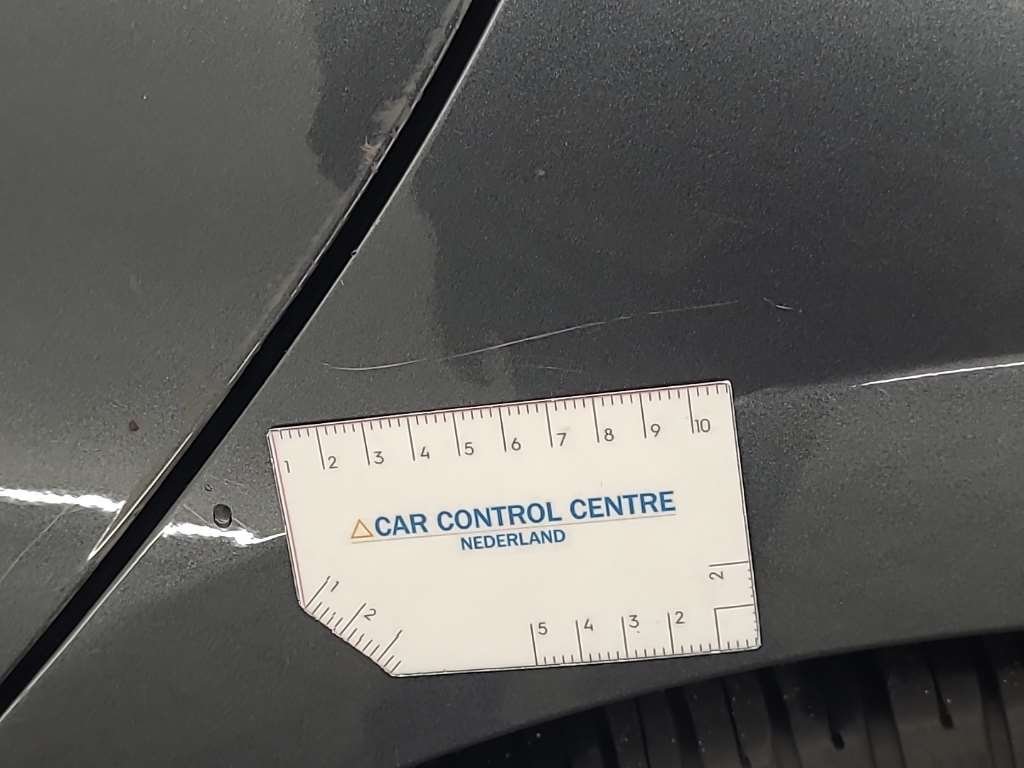 1 2 3 4 5 6 7 8 9 10
CAR CONTROL CENTRE
NEDERLAND
1 2
2
5 4 3 2